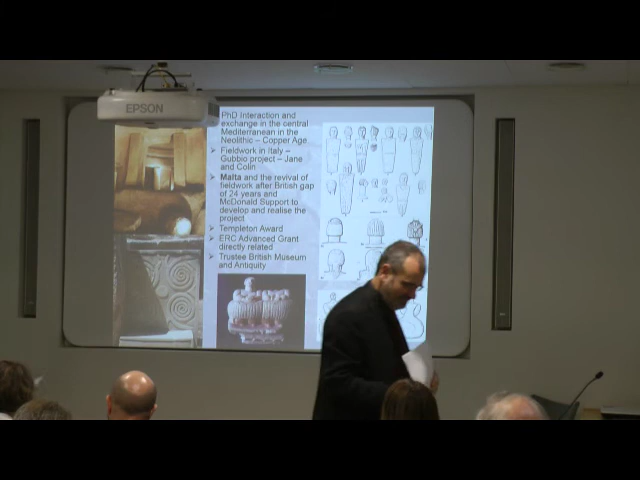 EPSON
PhD Interaction and
exchange in the central
Mediterranean in the
Neolithic – Copper Age
Fieldwork in Italy –
Gubbio project – Jane
and Colin
Malta and the revival of
fieldwork after British gap
of 24 years and
McDonald Support to
develop and realise the
project
Templeton Award
ERC Advanced Grant
directly related
Trustee British Museum
and Antiquity